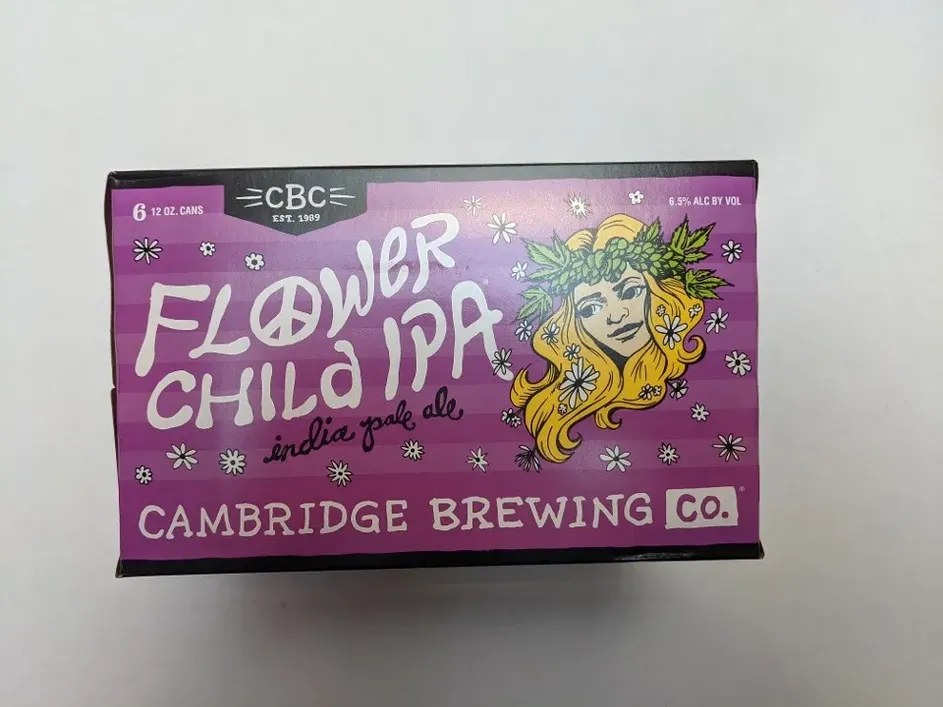 6 12 OZ. CANS
CBC
EST. 1989
6.5% ALC BY VOL
FLOWER
CHILD IPA
india pale ale
CAMBRIDGE BREWING CO.®